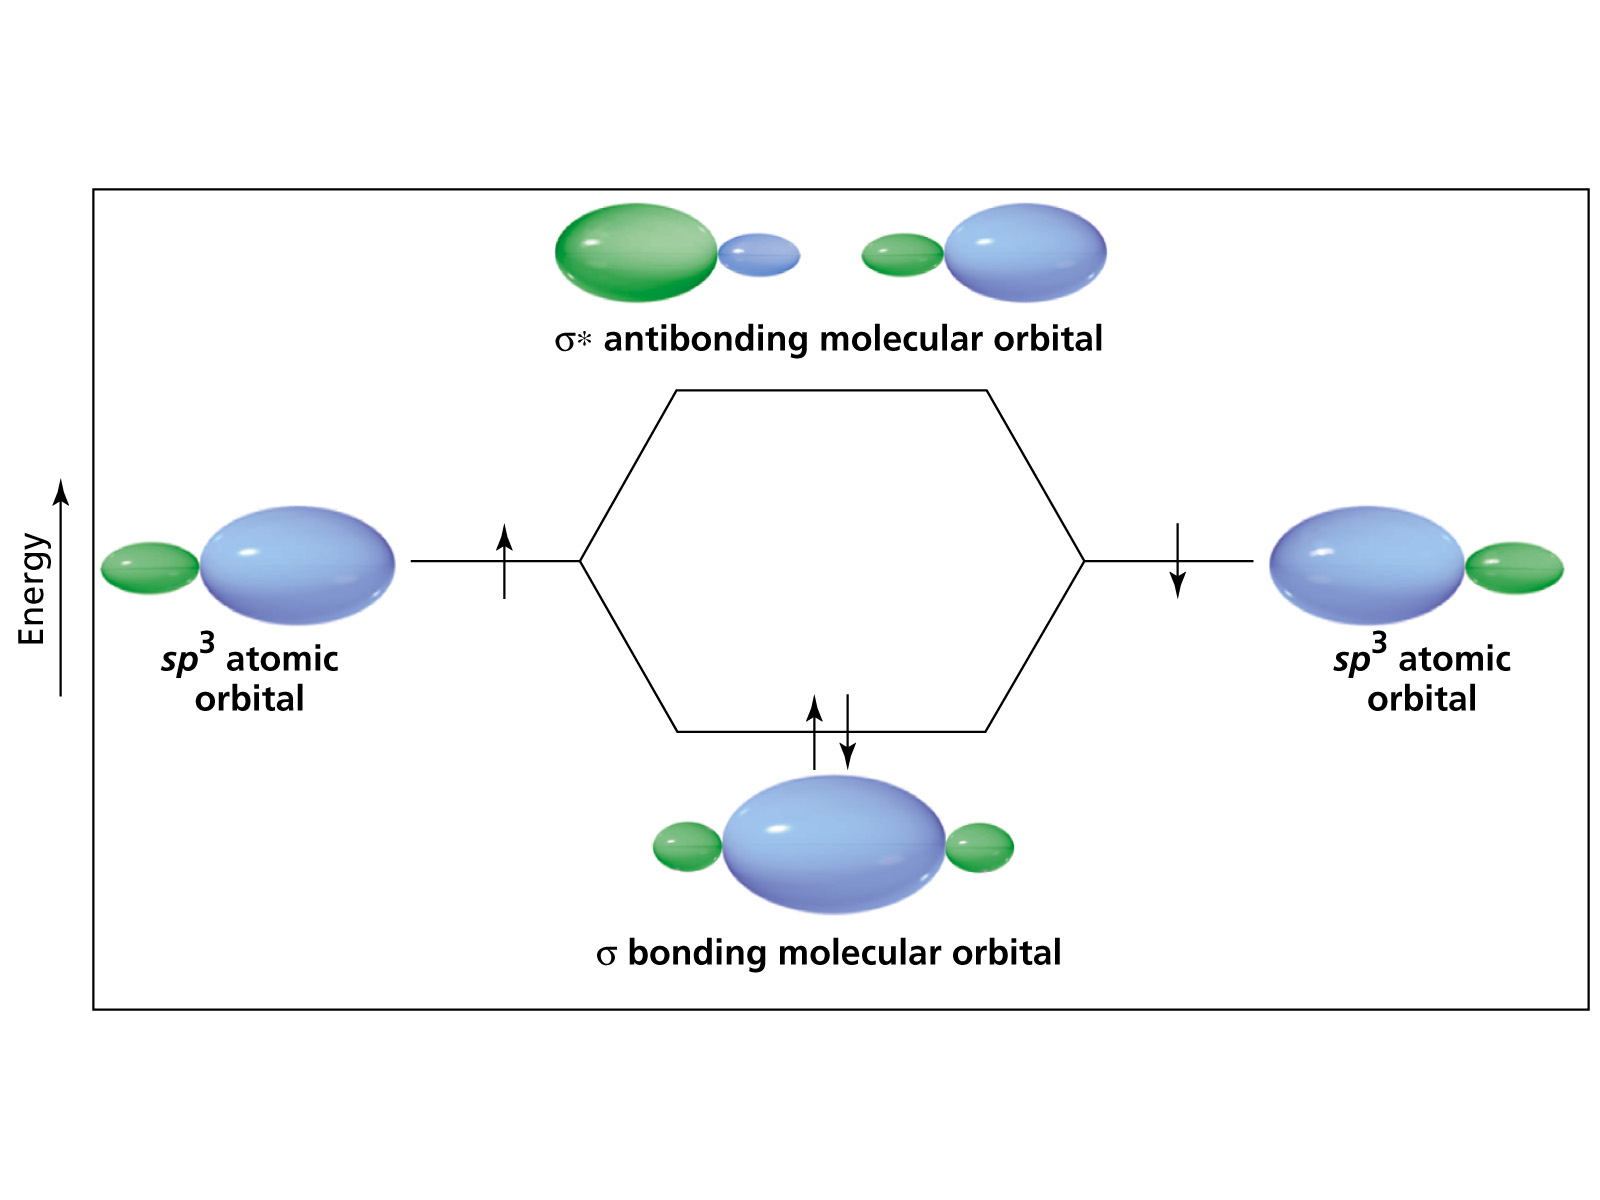 σ* antibonding molecular orbital
Energy
sp³ atomic
orbital
sp³ atomic
orbital
σ bonding molecular orbital